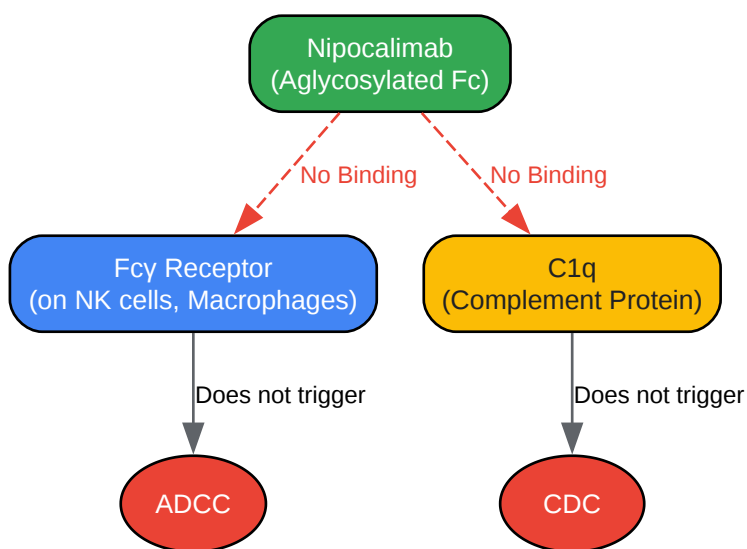 Nipocalimab
(Aglycosylated Fc)
No Binding
No Binding
Fcγ Receptor
(on NK cells, Macrophages)
C1q
(Complement Protein)
Does not trigger
Does not trigger
ADCC
CDC